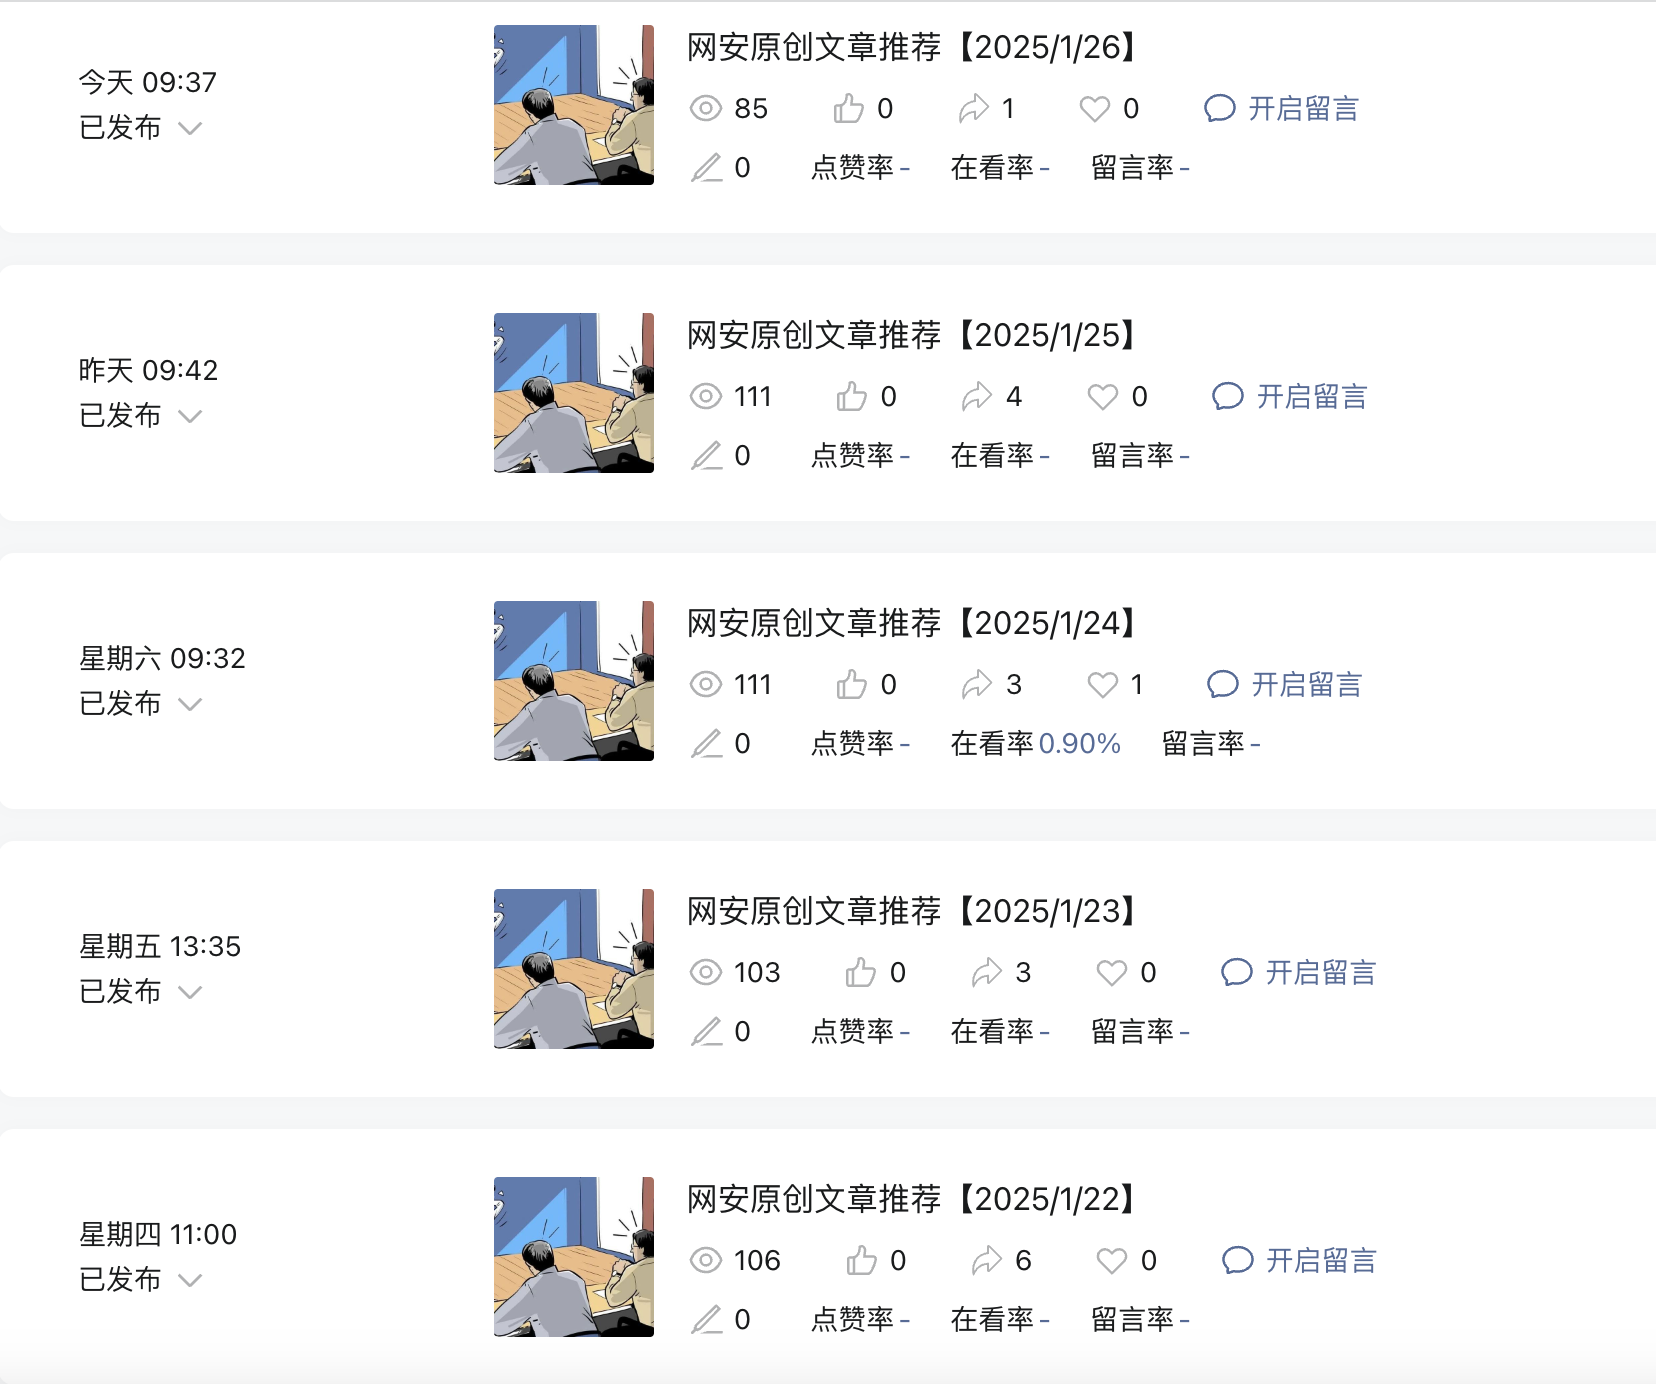 今天 09:37
已发布
网安原创文章推荐【2025/1/26】
85 0 1 0 开启留言
0 点赞率- 在看率- 留言率-
昨天 09:42
已发布
网安原创文章推荐【2025/1/25】
111 0 4 0 开启留言
0 点赞率- 在看率- 留言率-
星期六 09:32
已发布
网安原创文章推荐【2025/1/24】
111 0 3 1 开启留言
0 点赞率- 在看率0.90% 留言率-
星期五 13:35
已发布
网安原创文章推荐【2025/1/23】
103 0 3 0 开启留言
0 点赞率- 在看率- 留言率-
星期四 11:00
已发布
网安原创文章推荐【2025/1/22】
106 0 6 0 开启留言
0 点赞率- 在看率- 留言率-